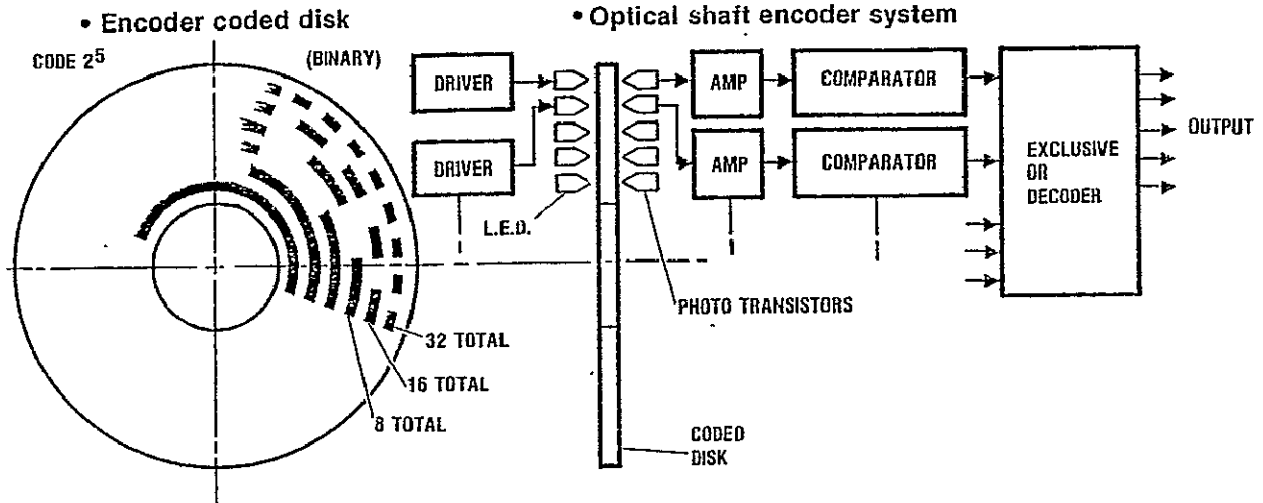 • Encoder coded disk
CODE 2⁵
(BINARY)
32 TOTAL
16 TOTAL
8 TOTAL
• Optical shaft encoder system
DRIVER
DRIVER
L.E.D.
AMP
AMP
COMPARATOR
COMPARATOR
EXCLUSIVE
OR
DECODER
OUTPUT
PHOTO TRANSISTORS
CODED
DISK